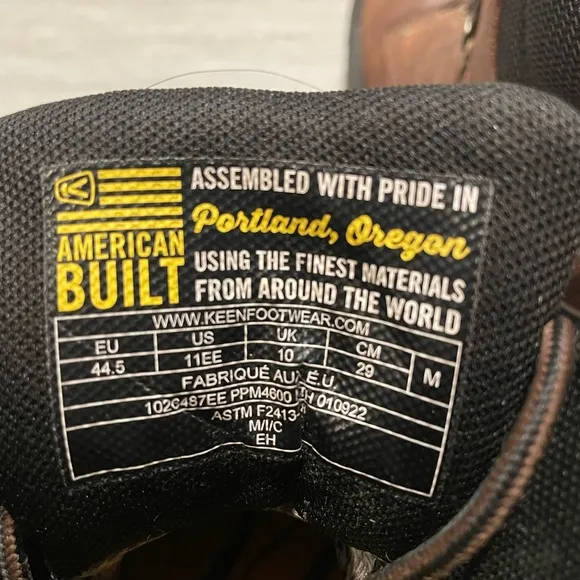 ASSEMBLED WITH PRIDE IN
Portland, Oregon
AMERICAN
BUILT
USING THE FINEST MATERIALS
FROM AROUND THE WORLD
WWW.KEENFOOTWEAR.COM
EU US UK CM
44.5 11EE 10 29 M
FABRIQUÉ AUX É.U.
1026487EE PPM4600 010922
ASTM F2413-
M/I/C
EH